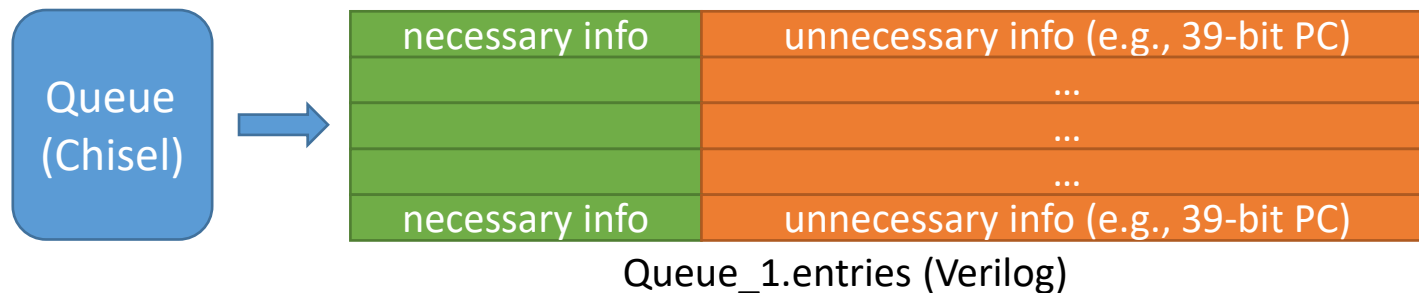 Queue
(Chisel)
necessary info unnecessary info (e.g., 39-bit PC)
...
...
...
necessary info unnecessary info (e.g., 39-bit PC)
Queue_1.entries (Verilog)